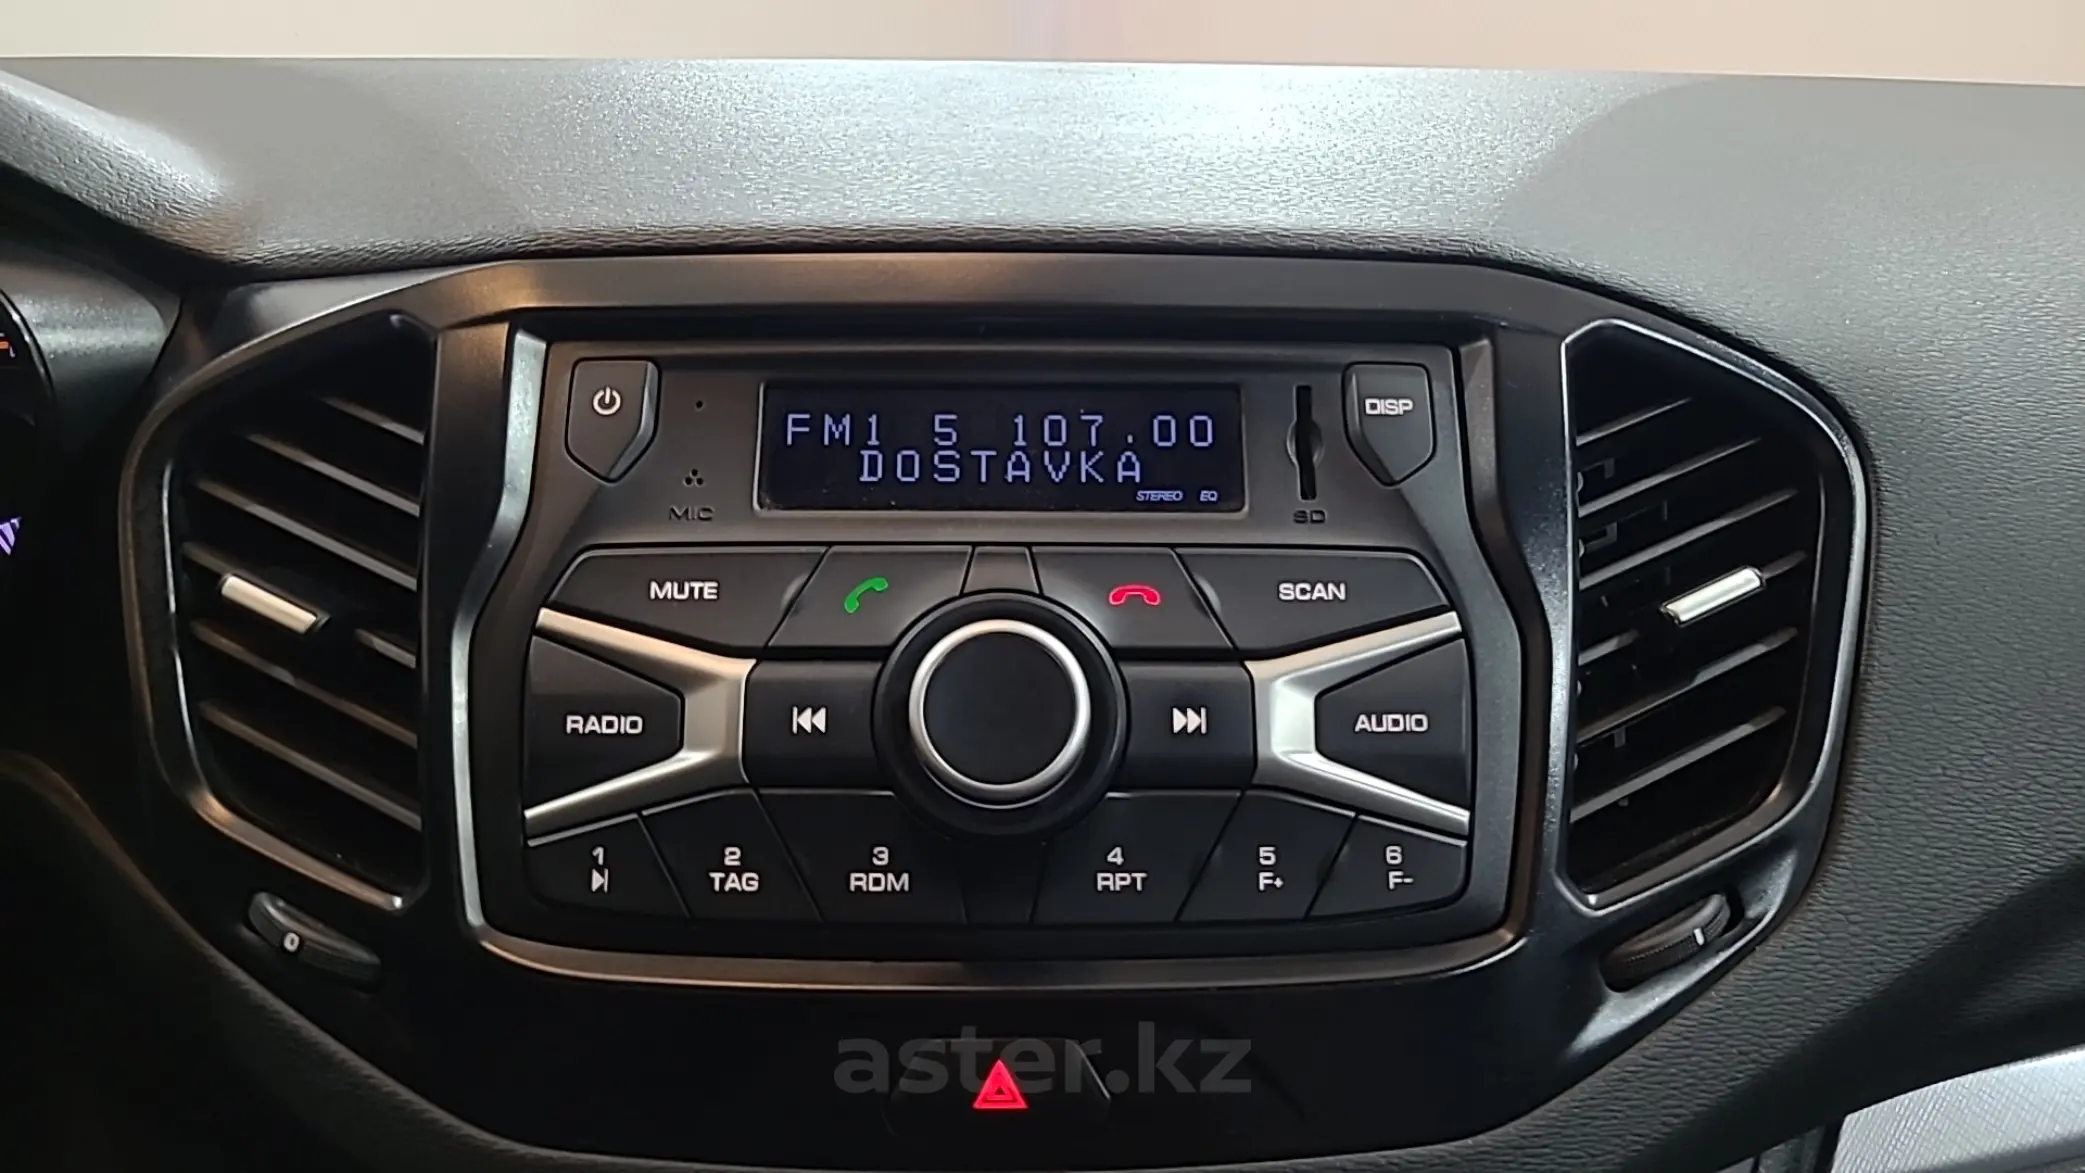 DISP
FM1 5 107.00
DOSTAVKA
STEREO EQ
MIC
SD
MUTE
SCAN
RADIO
AUDIO
1
2
TAG
3
RDM
4
RPT
5
F+
6
F-
0
aster.kz